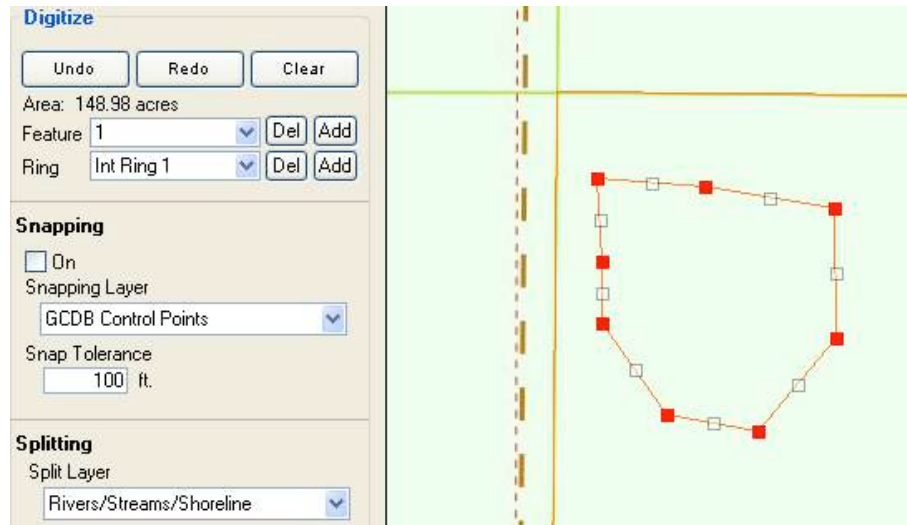 Digitize
Undo Redo Clear
Area: 148.98 acres
Feature 1 Del Add
Ring Int Ring 1 Del Add
Snapping
On
Snapping Layer
GCDB Control Points
Snap Tolerance
100 ft.
Splitting
Split Layer
Rivers/Streams/Shoreline